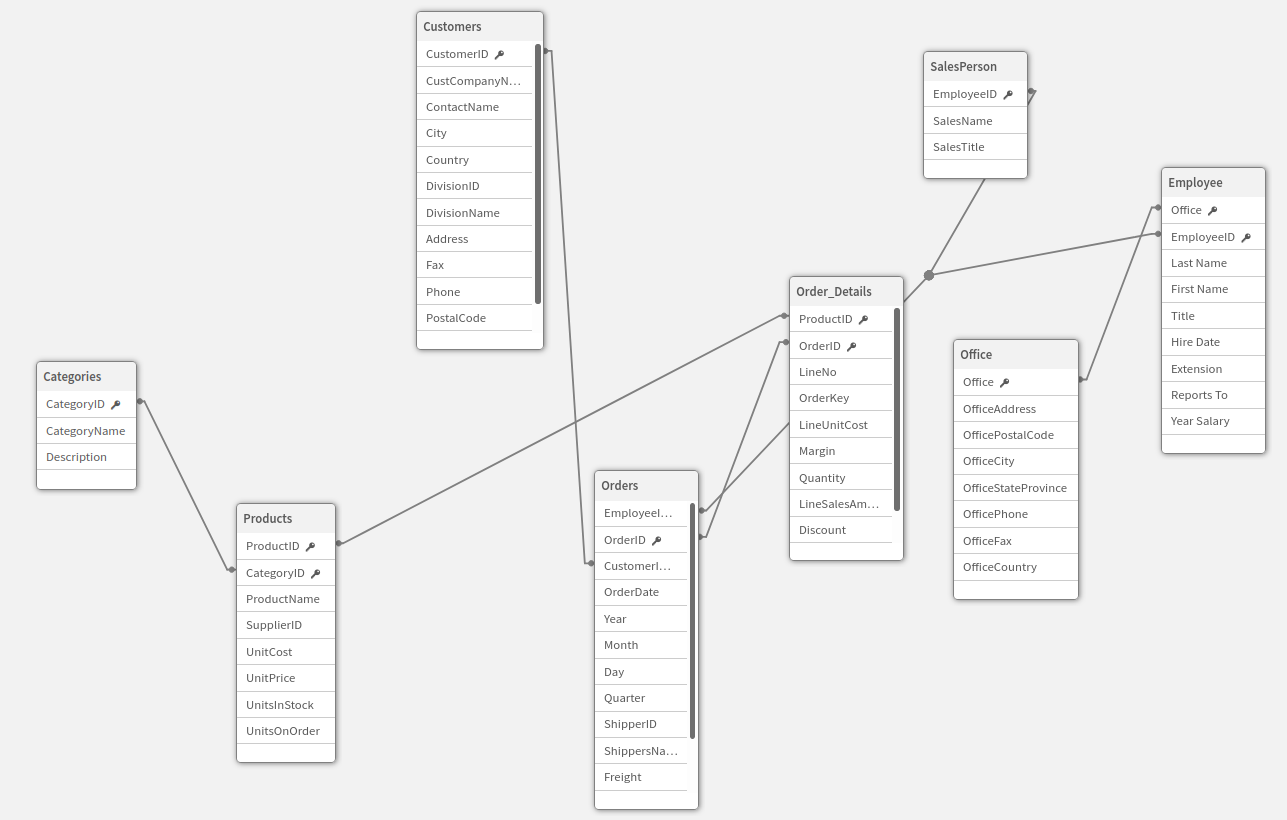 Customers
CustomerID
CustCompanyN...
ContactName
City
Country
DivisionID
DivisionName
Address
Fax
Phone
PostalCode
SalesPerson
EmployeeID
SalesName
SalesTitle
Employee
Office
EmployeeID
Last Name
First Name
Title
Hire Date
Extension
Reports To
Year Salary
Order_Details
ProductID
OrderID
LineNo
OrderKey
LineUnitCost
Margin
Quantity
LineSalesAm...
Discount
Office
Office
OfficeAddress
OfficePostalCode
OfficeCity
OfficeStateProvince
OfficePhone
OfficeFax
OfficeCountry
Categories
CategoryID
CategoryName
Description
Orders
EmployeeI...
OrderID
CustomerI...
OrderDate
Year
Month
Day
Quarter
ShipperID
ShippersNa...
Freight
Products
ProductID
CategoryID
ProductName
SupplierID
UnitCost
UnitPrice
UnitsInStock
UnitsOnOrder